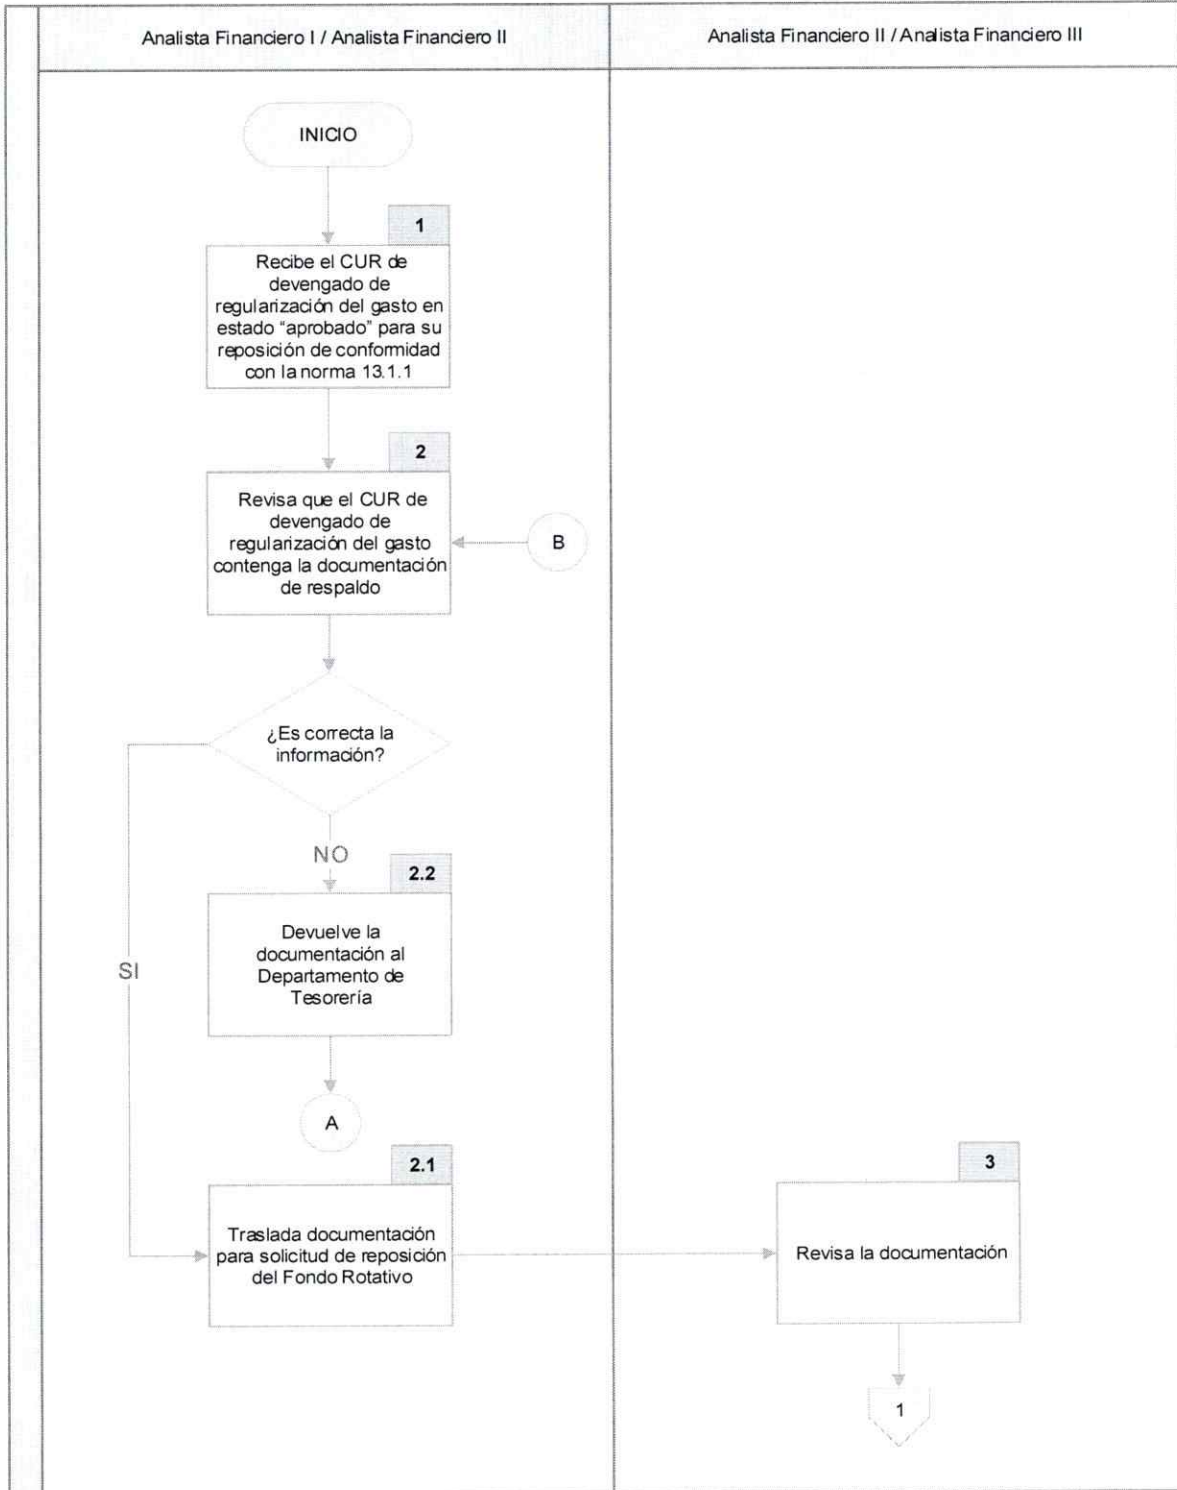 Analista Financiero I / Analista Financiero II
Analista Financiero II / Analista Financiero III
INICIO
1
Recibe el CUR de
devengado de
regularización del gasto en
estado “aprobado” para su
reposición de conformidad
con la norma 13.1.1
2
Revisa que el CUR de
devengado de
regularización del gasto
contenga la documentación
de respaldo
B
¿Es correcta la
información?
NO
SI
2.2
Devuelve la
documentación al
Departamento de
Tesorería
A
2.1
Traslada documentación
para solicitud de reposición
del Fondo Rotativo
3
Revisa la documentación
1